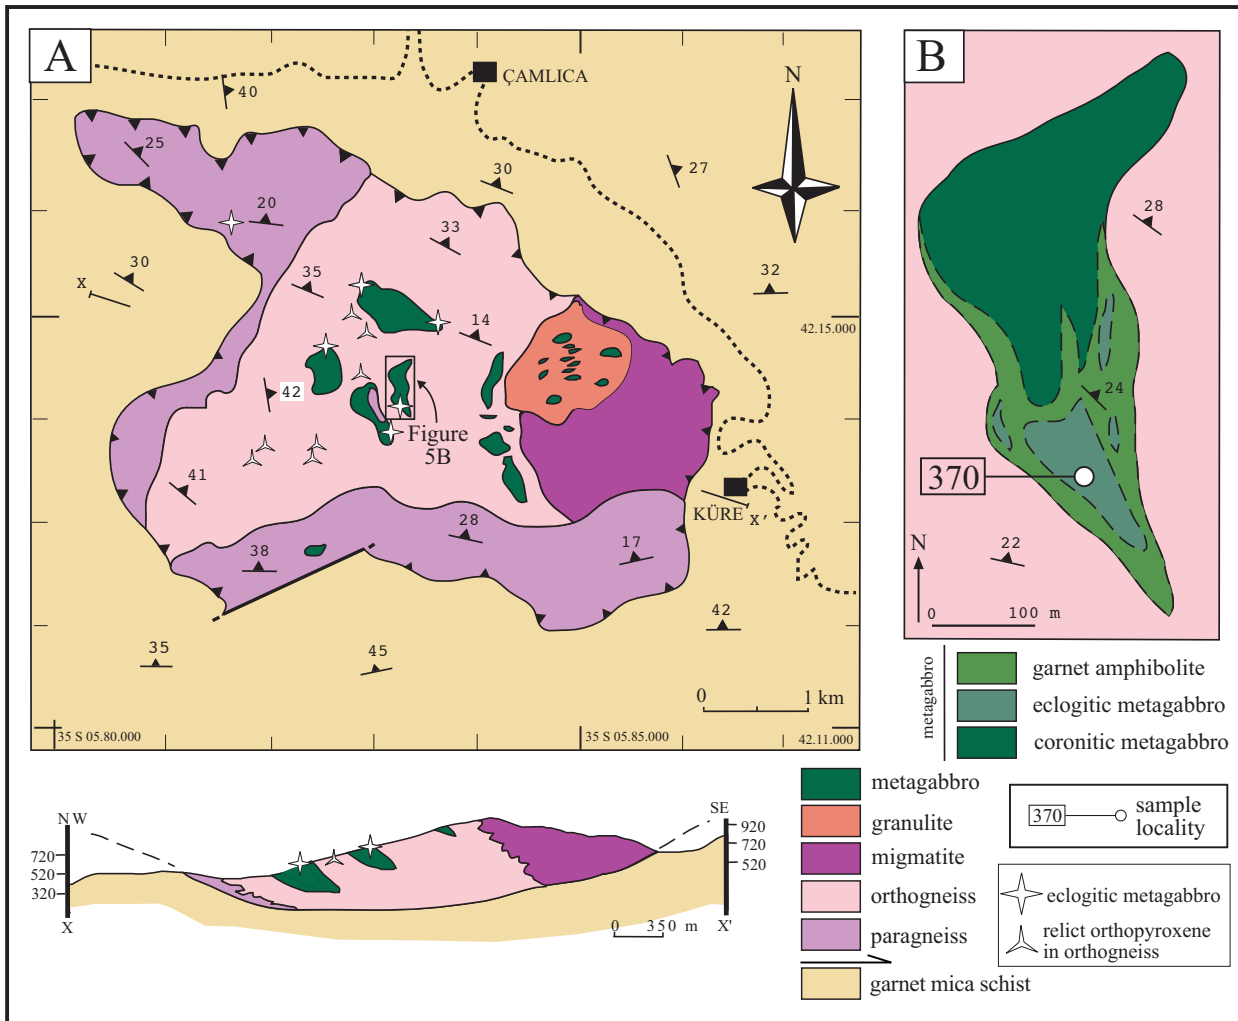 A
ÇAMLICA
N
40
25
30
27
20
33
30
x
35
32
14
42.15.000
42
Figure
5B
41
KÜRE
x'
28
38
17
42
35
45
0 1 km
35 S 05.80.000
35 S 05.85.000
42.11.000
B
28
24
370
22
N
0 100 m
metagabbro
garnet amphibolite
eclogitic metagabbro
coronitic metagabbro
metagabbro
granulite
migmatite
orthogneiss
paragneiss
garnet mica schist
370
sample
locality
eclogitic metagabbro
relict orthopyroxene
in orthogneiss
NW
SE
720
520
320
X
920
720
520
X'
0 350 m